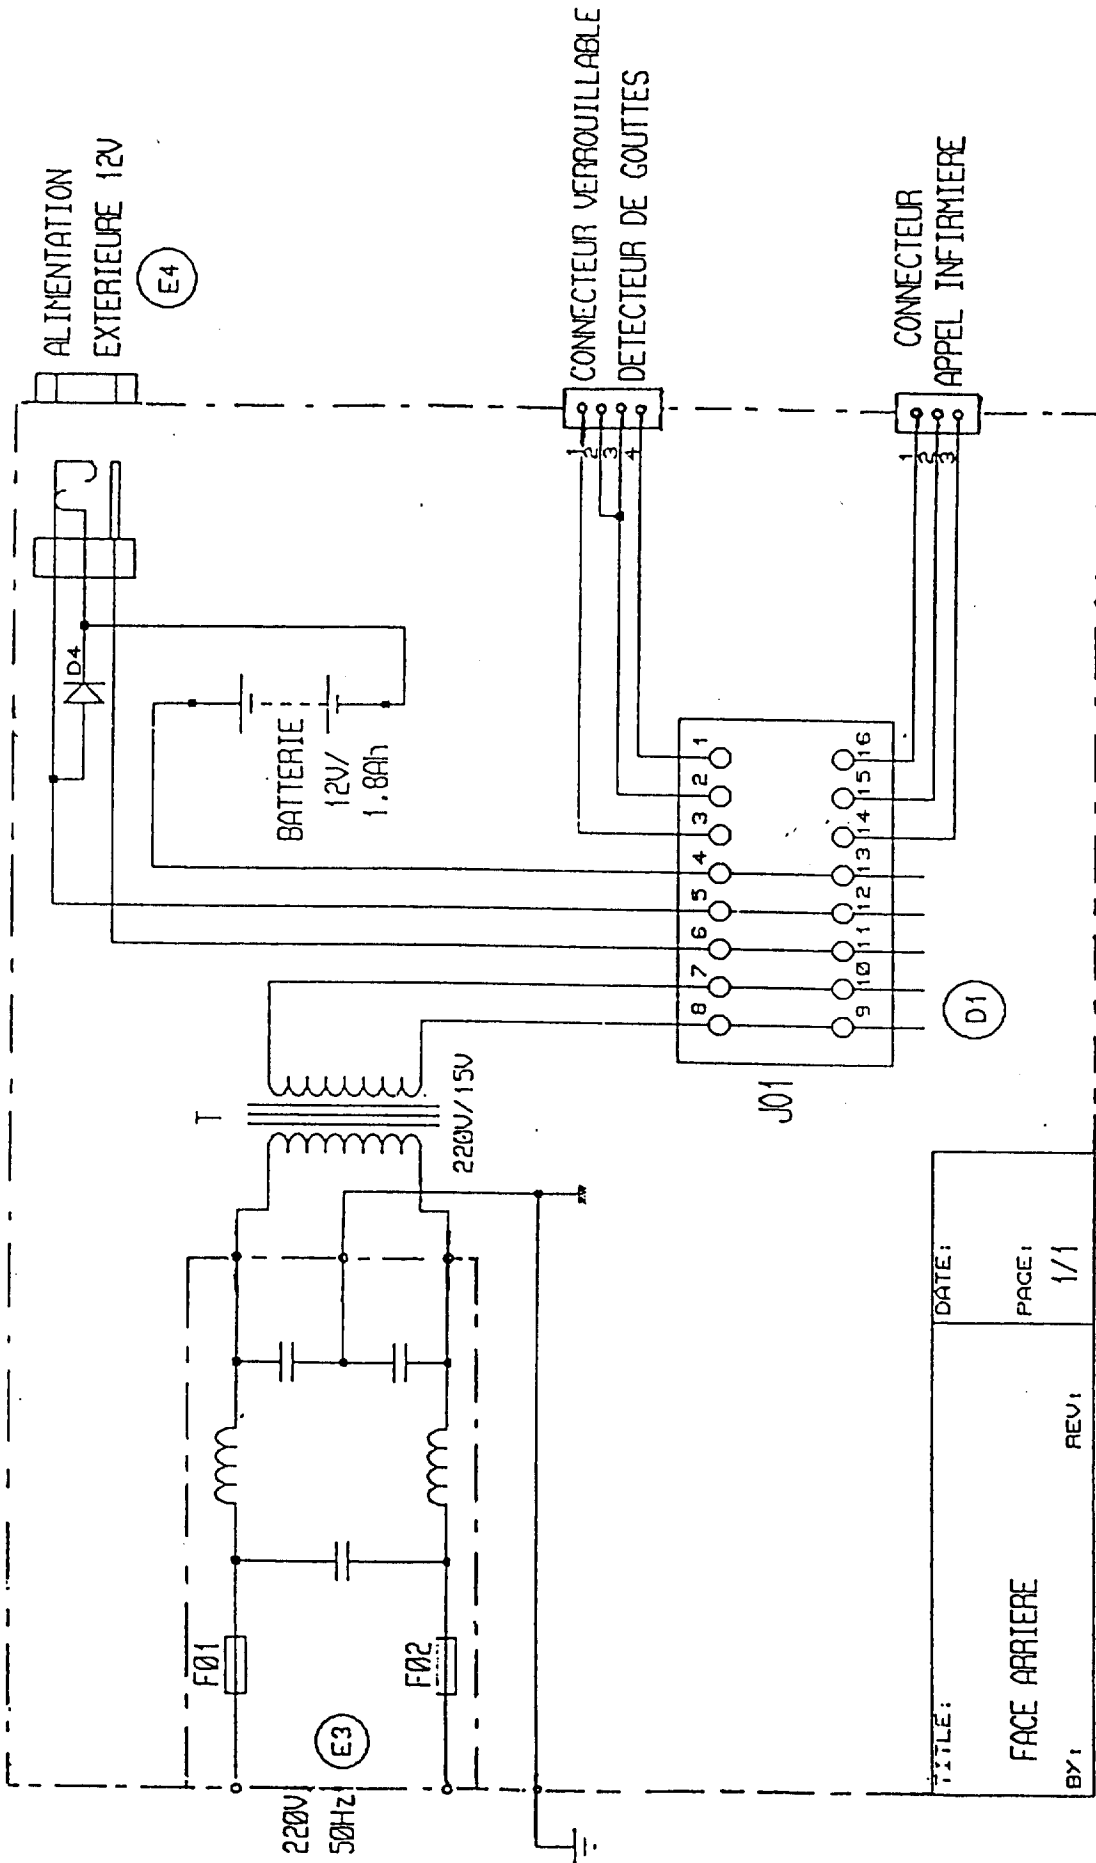 ALIMENTATION
EXTERIEURE 12V
E4
D4
BATTERIE
12V/
1.8Ah
CONNECTEUR VERROUILLABLE
DETECTEUR DE GOUTTES
1
2
3
4
CONNECTEUR
APPEL INFIRMIERE
1
2
3
T
220V/15V
8
7
6
5
4
3
2
1
9
10
11
12
13
14
15
16
J01
D1
F01
F02
E3
220V
50Hz
TITLE:
FACE ARRIERE
BY:
REV:
DATE:
PAGE:
1/1